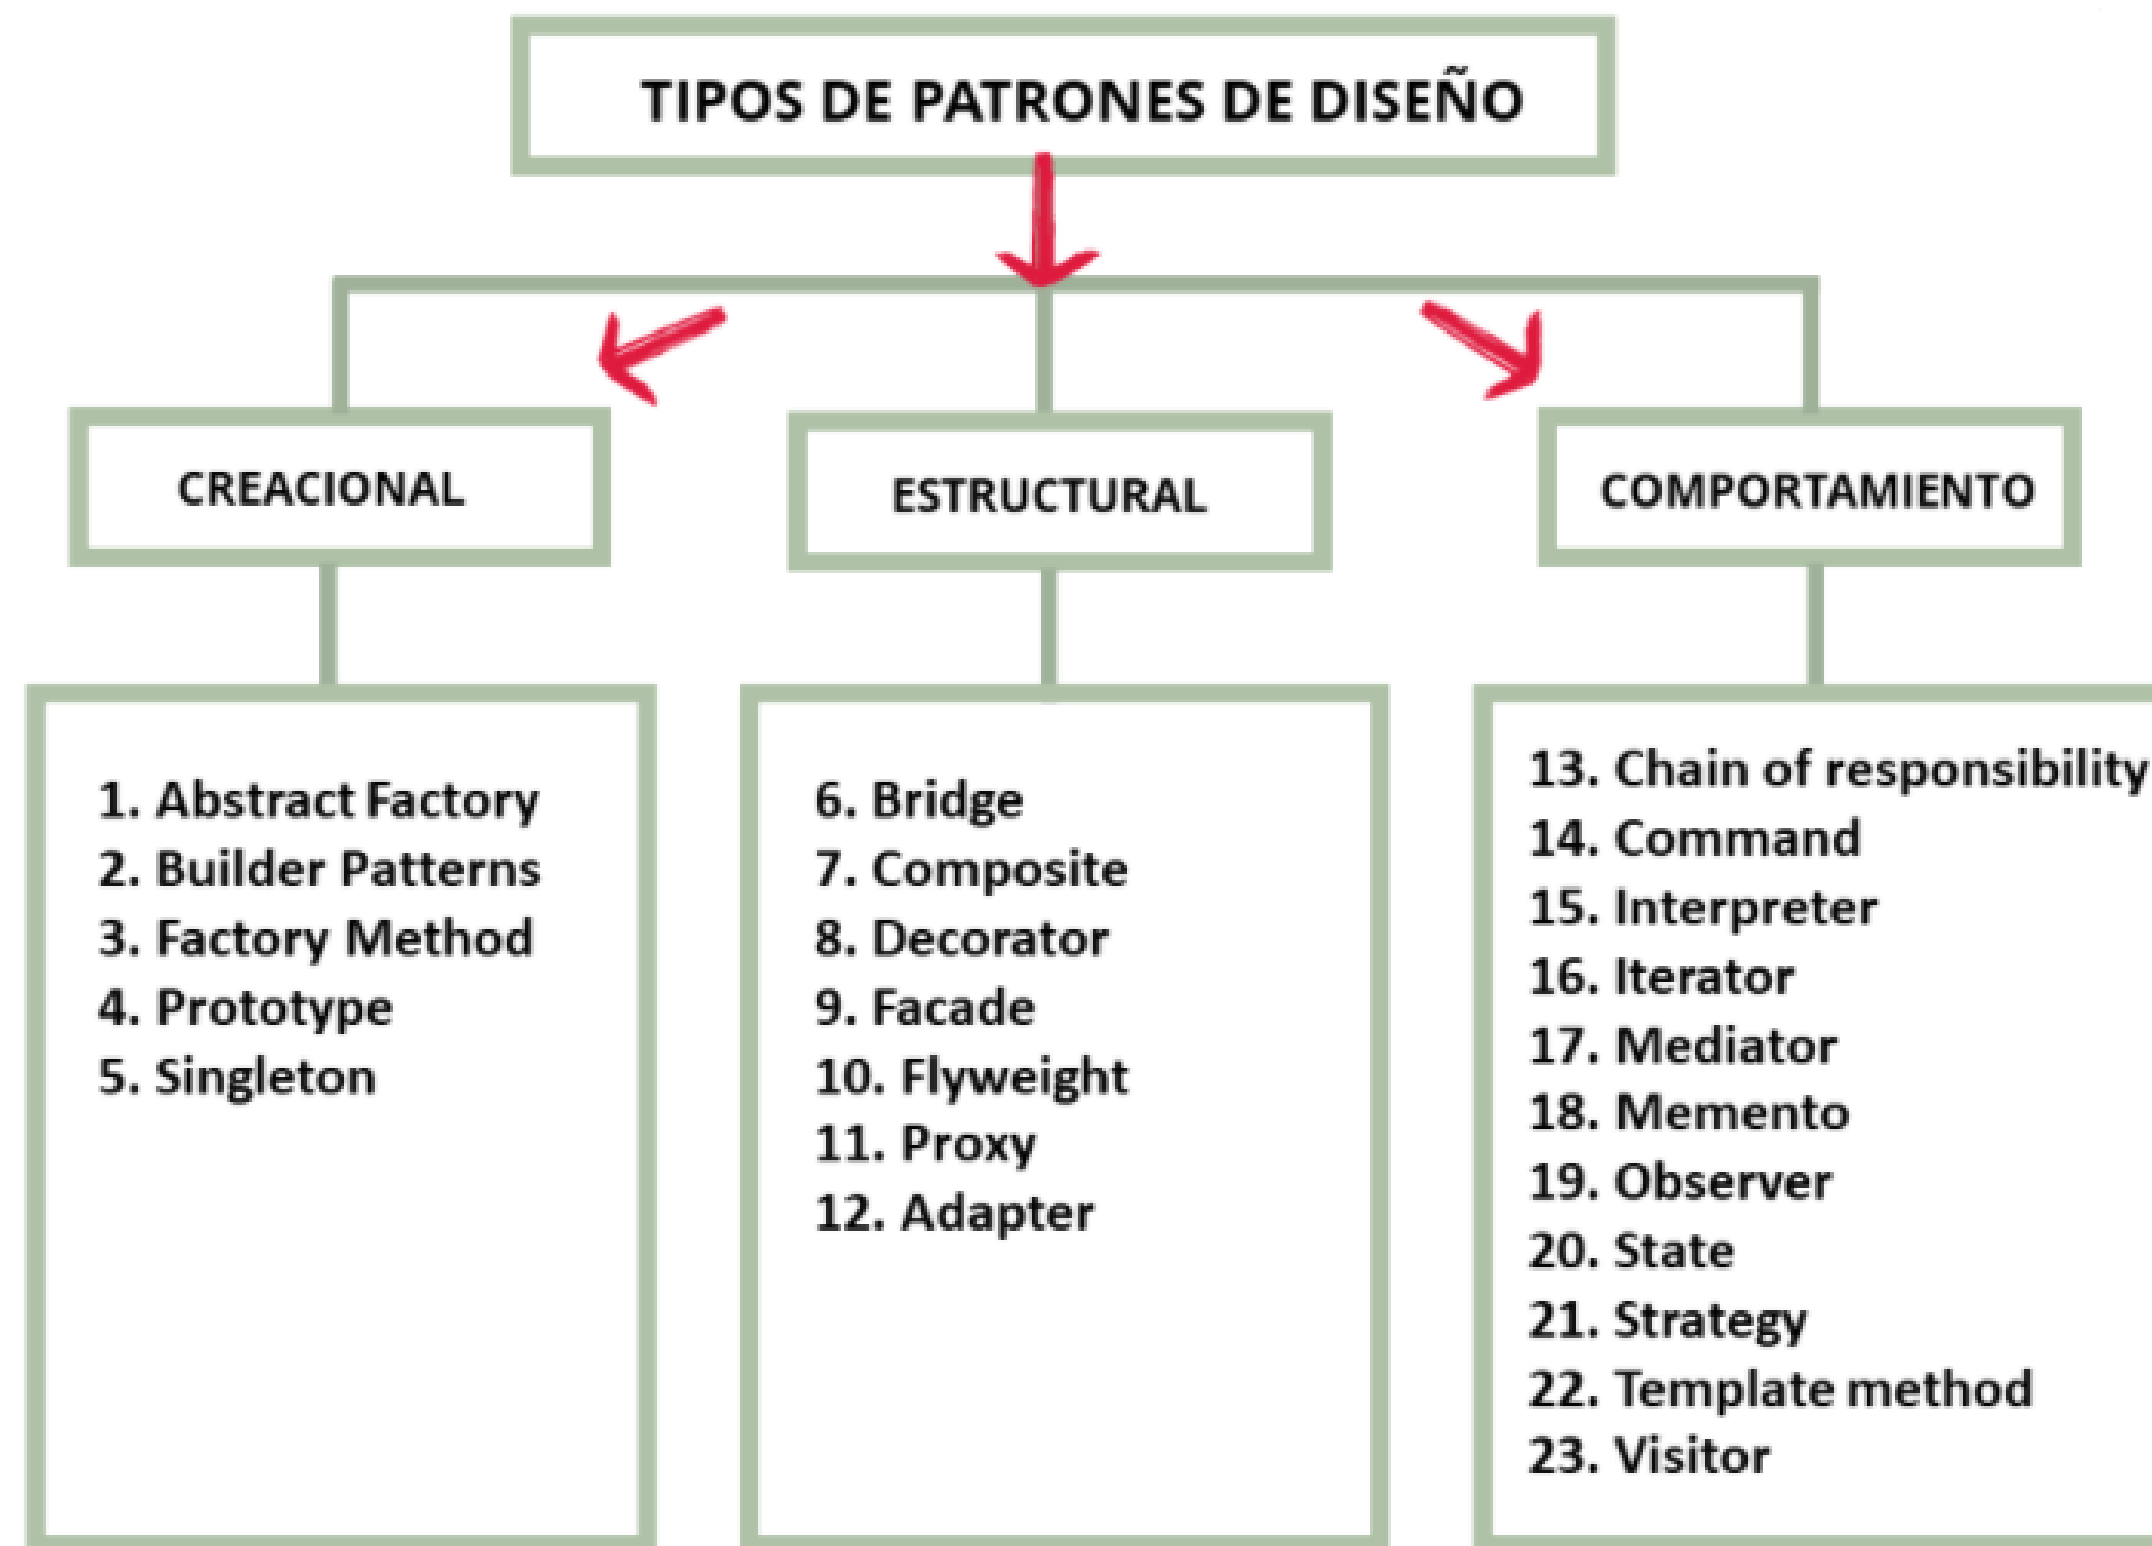 TIPOS DE PATRONES DE DISEÑO
CREACIONAL
ESTRUCTURAL
COMPORTAMIENTO
1. Abstract Factory
2. Builder Patterns
3. Factory Method
4. Prototype
5. Singleton
6. Bridge
7. Composite
8. Decorator
9. Facade
10. Flyweight
11. Proxy
12. Adapter
13. Chain of responsibility
14. Command
15. Interpreter
16. Iterator
17. Mediator
18. Memento
19. Observer
20. State
21. Strategy
22. Template method
23. Visitor